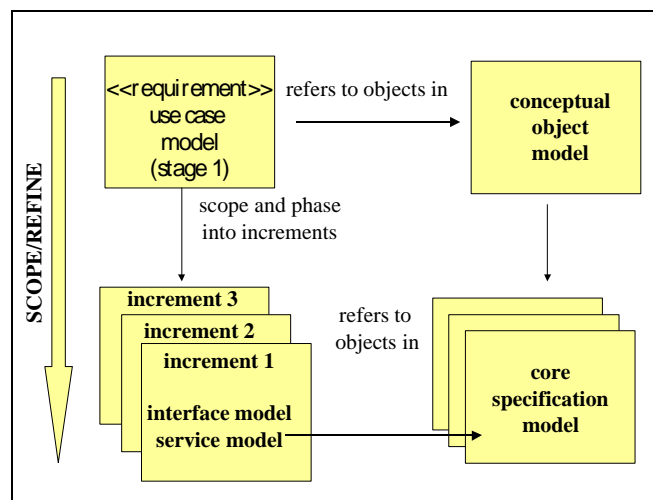 <<requirement>>
use case
model
(stage 1)
refers to objects in
conceptual
object
model
SCOPE/REFINE
scope and phase
into increments
increment 3
increment 2
increment 1
interface model
service model
refers to
objects in
core
specification
model